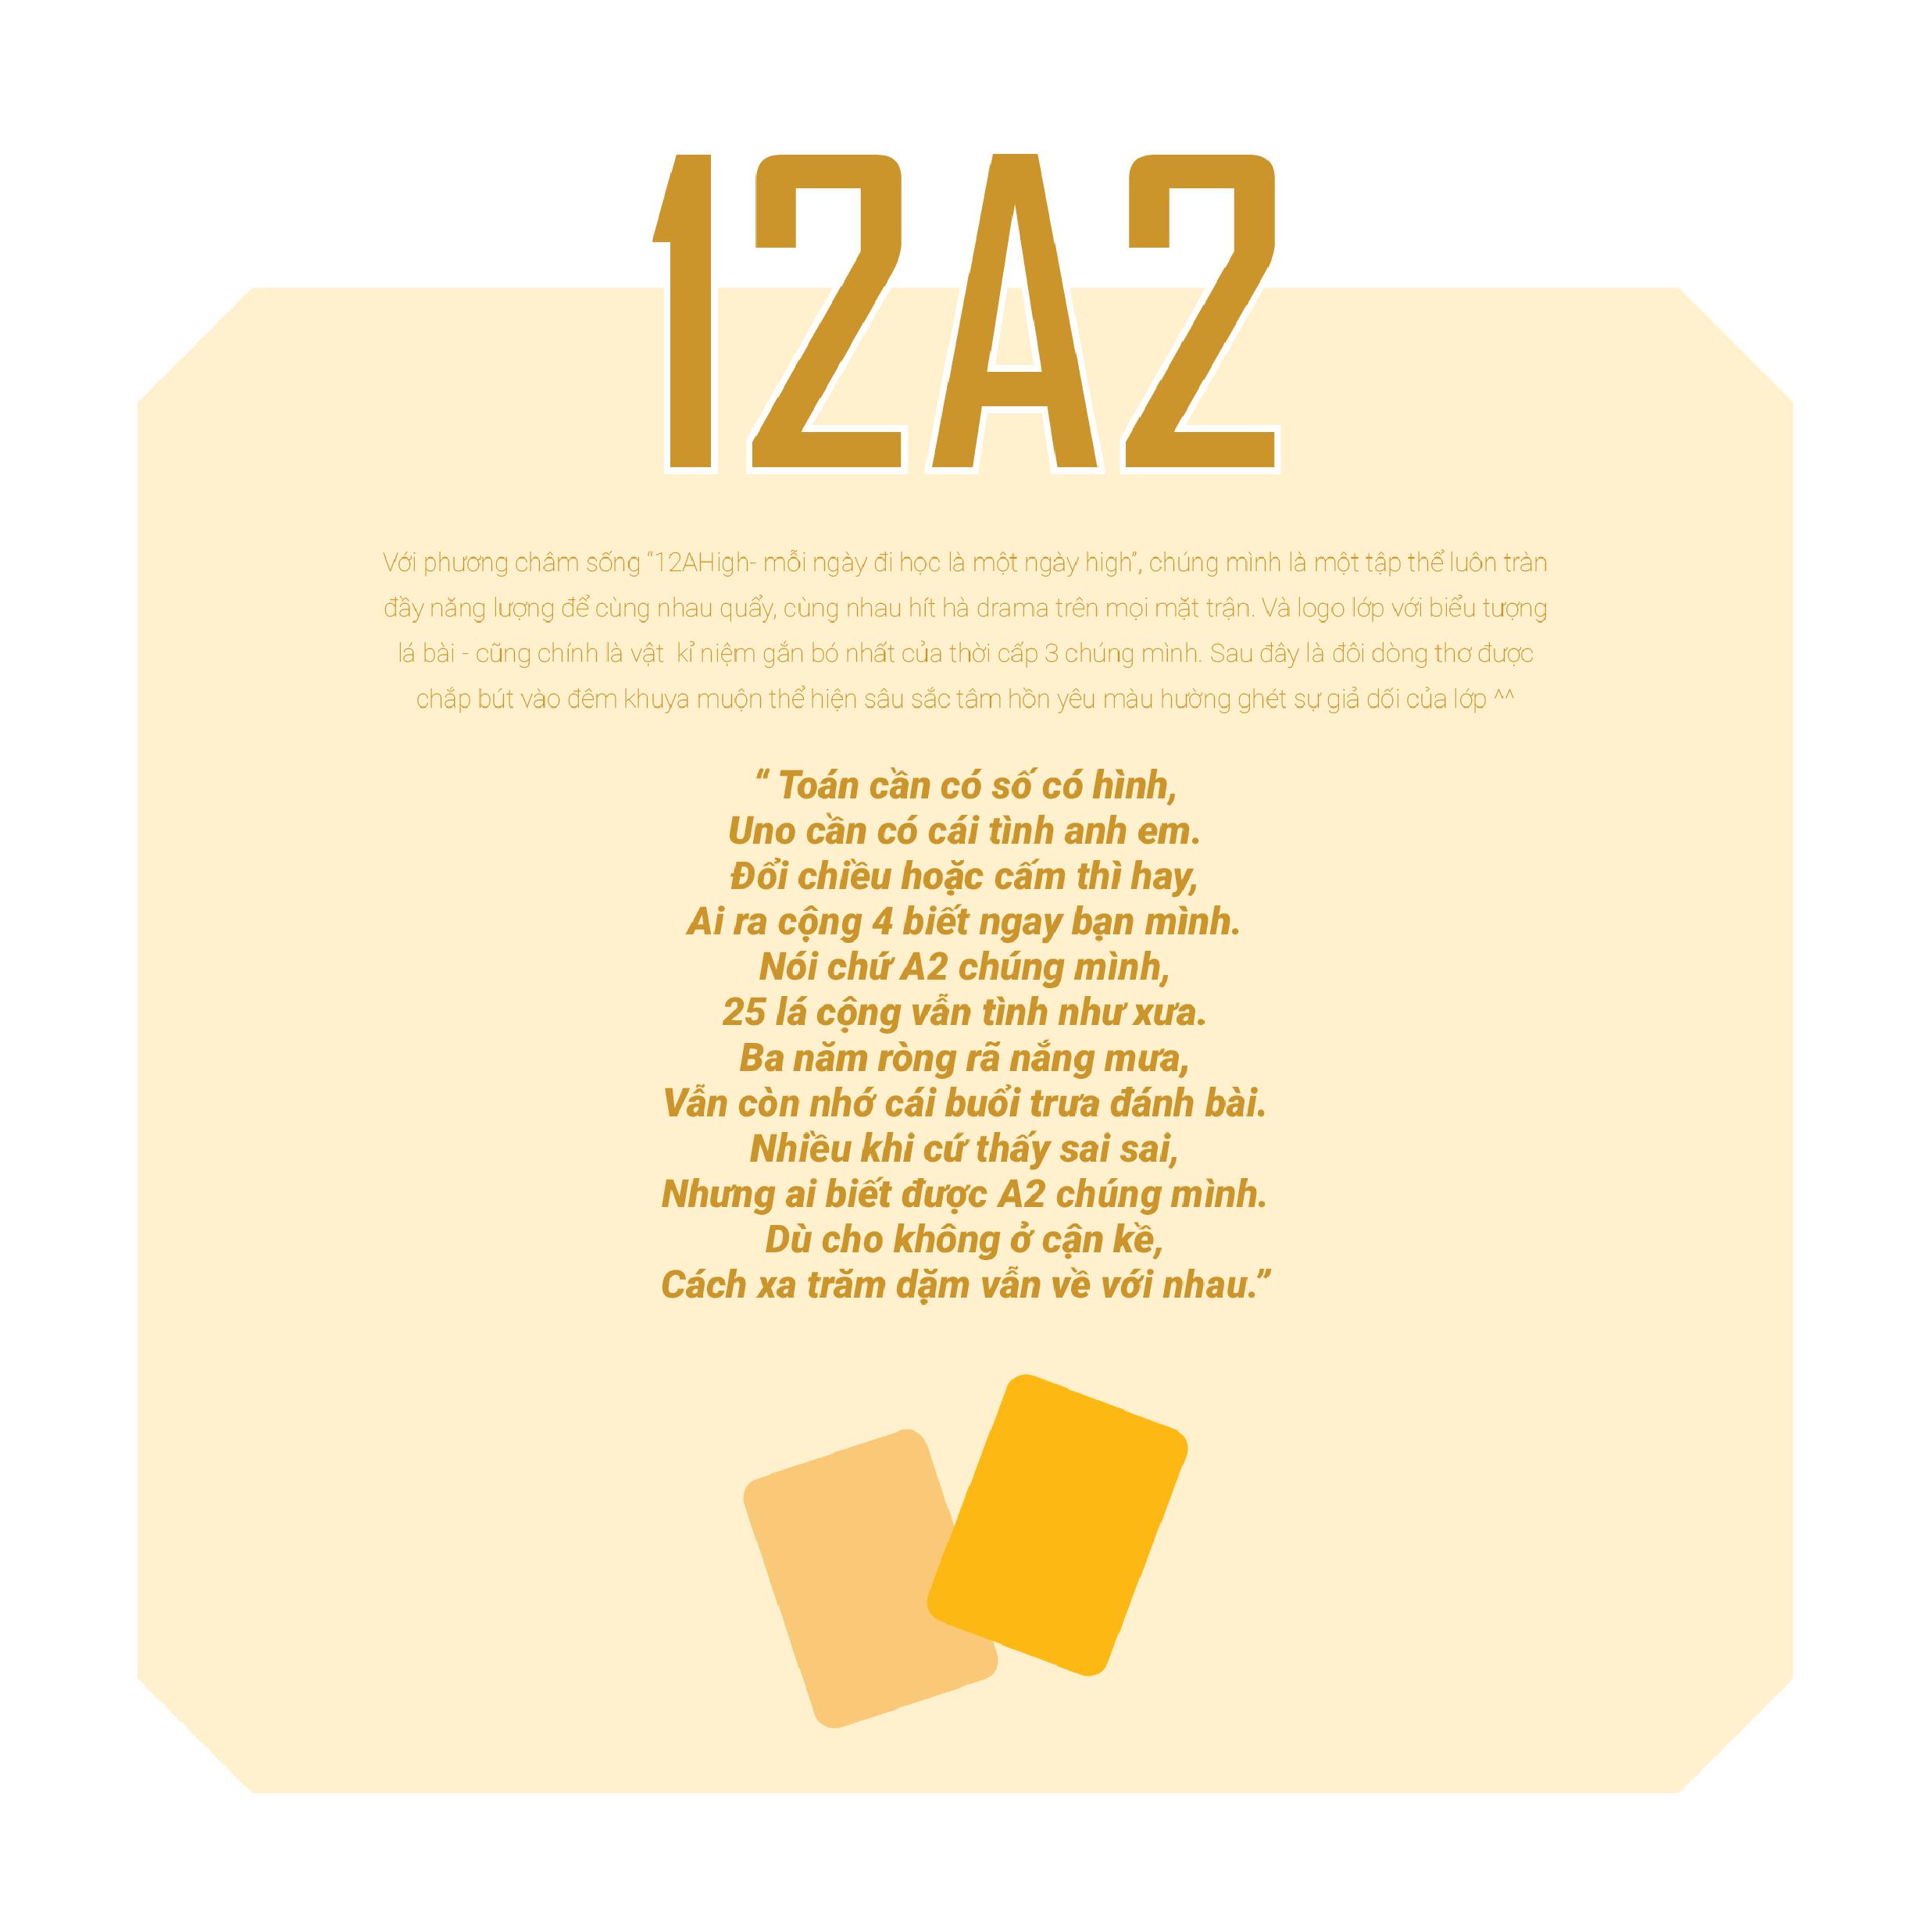 12A2
Với phương châm sống “12AHigh- mỗi ngày đi học là một ngày high”, chúng mình là một tập thể luôn tràn
đầy năng lượng để cùng nhau quẩy, cùng nhau hít hà drama trên mọi mặt trận. Và logo lớp với biểu tượng
lá bài - cũng chính là vật kỉ niệm gắn bó nhất của thời cấp 3 chúng mình. Sau đây là đôi dòng thơ được
chắp bút vào đêm khuya muộn thể hiện sâu sắc tâm hồn yêu màu hường ghét sự giả dối của lớp ^^
“ Toán cần có số có hình,
Uno cần có cái tình anh em.
Đổi chiều hoặc cấm thì hay,
Ai ra cộng 4 biết ngay bạn mình.
Nói chứ A2 chúng mình,
25 lá cộng vẫn tình như xưa.
Ba năm ròng rã nắng mưa,
Vẫn còn nhớ cái buổi trưa đánh bài.
Nhiều khi cứ thấy sai sai,
Nhưng ai biết được A2 chúng mình.
Dù cho không ở cận kề,
Cách xa trăm dặm vẫn về với nhau.”